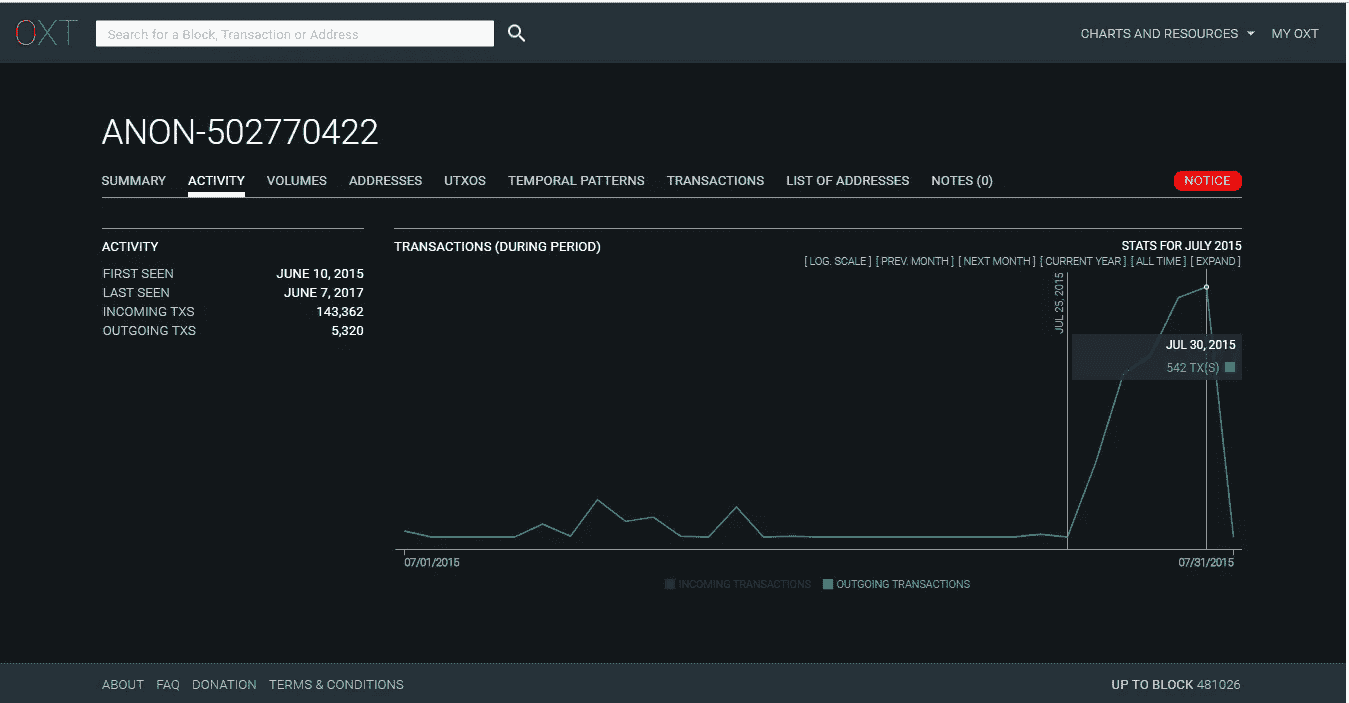 OXT
Search for a Block, Transaction or Address
CHARTS AND RESOURCES MY OXT
ANON-502770422
SUMMARY ACTIVITY VOLUMES ADDRESSES UTXOS TEMPORAL PATTERNS TRANSACTIONS LIST OF ADDRESSES NOTES (0) NOTICE
ACTIVITY
FIRST SEEN JUNE 10, 2015
LAST SEEN JUNE 7, 2017
INCOMING TXS 143,362
OUTGOING TXS 5,320
TRANSACTIONS (DURING PERIOD)
STATS FOR JULY 2015
[ LOG. SCALE ] [ PREV. MONTH ] [ NEXT MONTH ] [ CURRENT YEAR ] [ ALL TIME ] [ EXPAND ]
JUL 25, 2015
JUL 30, 2015
542 TX(S)
07/01/2015 07/31/2015
INCOMING TRANSACTIONS OUTGOING TRANSACTIONS
ABOUT FAQ DONATION TERMS & CONDITIONS
UP TO BLOCK 481026